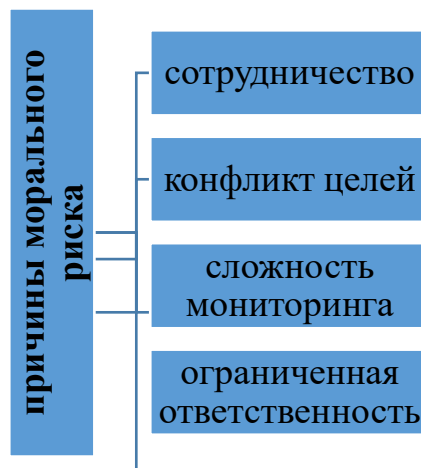 причины морального
риска
сотрудничество
конфликт целей
сложность
мониторинга
ограниченная
ответственность